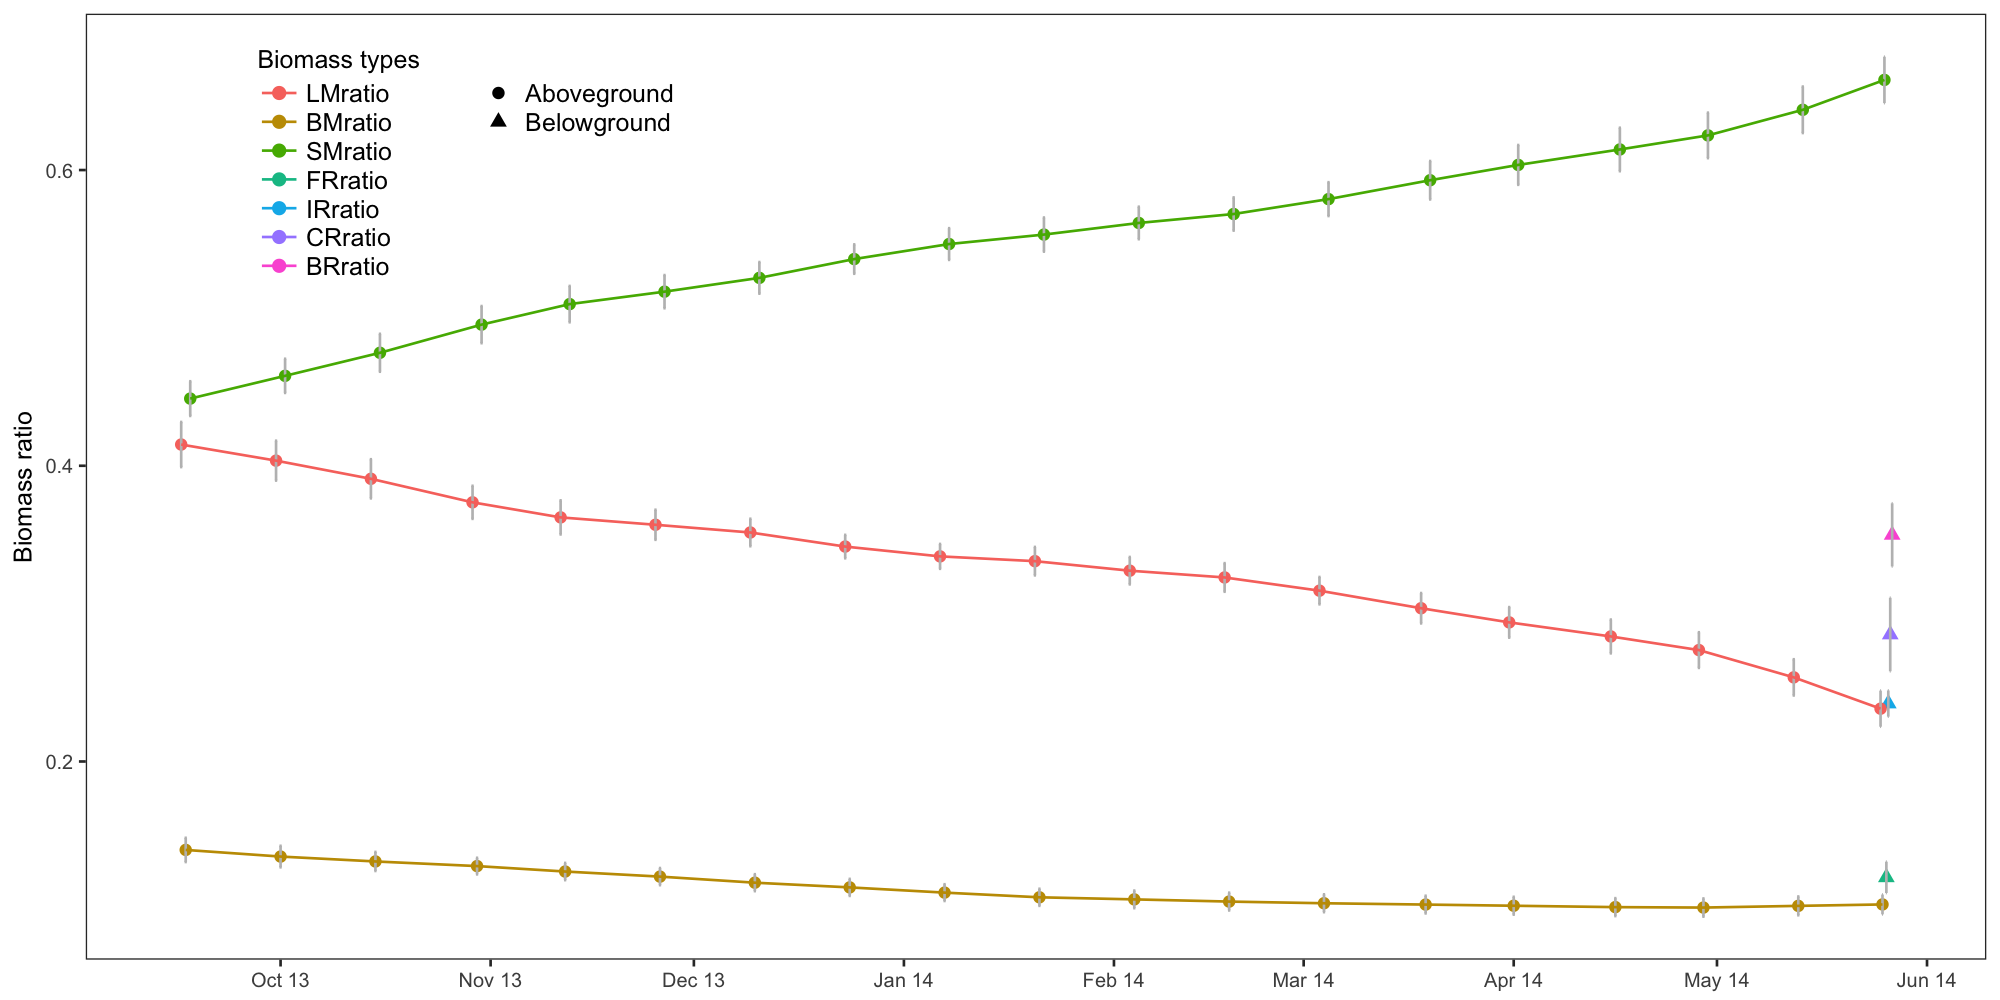 Biomass types
LMratio
BMratio
SMratio
FRratio
IRratio
CRratio
BRratio
Aboveground
Belowground
Biomass ratio
0.6
0.4
0.2
Oct 13
Nov 13
Dec 13
Jan 14
Feb 14
Mar 14
Apr 14
May 14
Jun 14